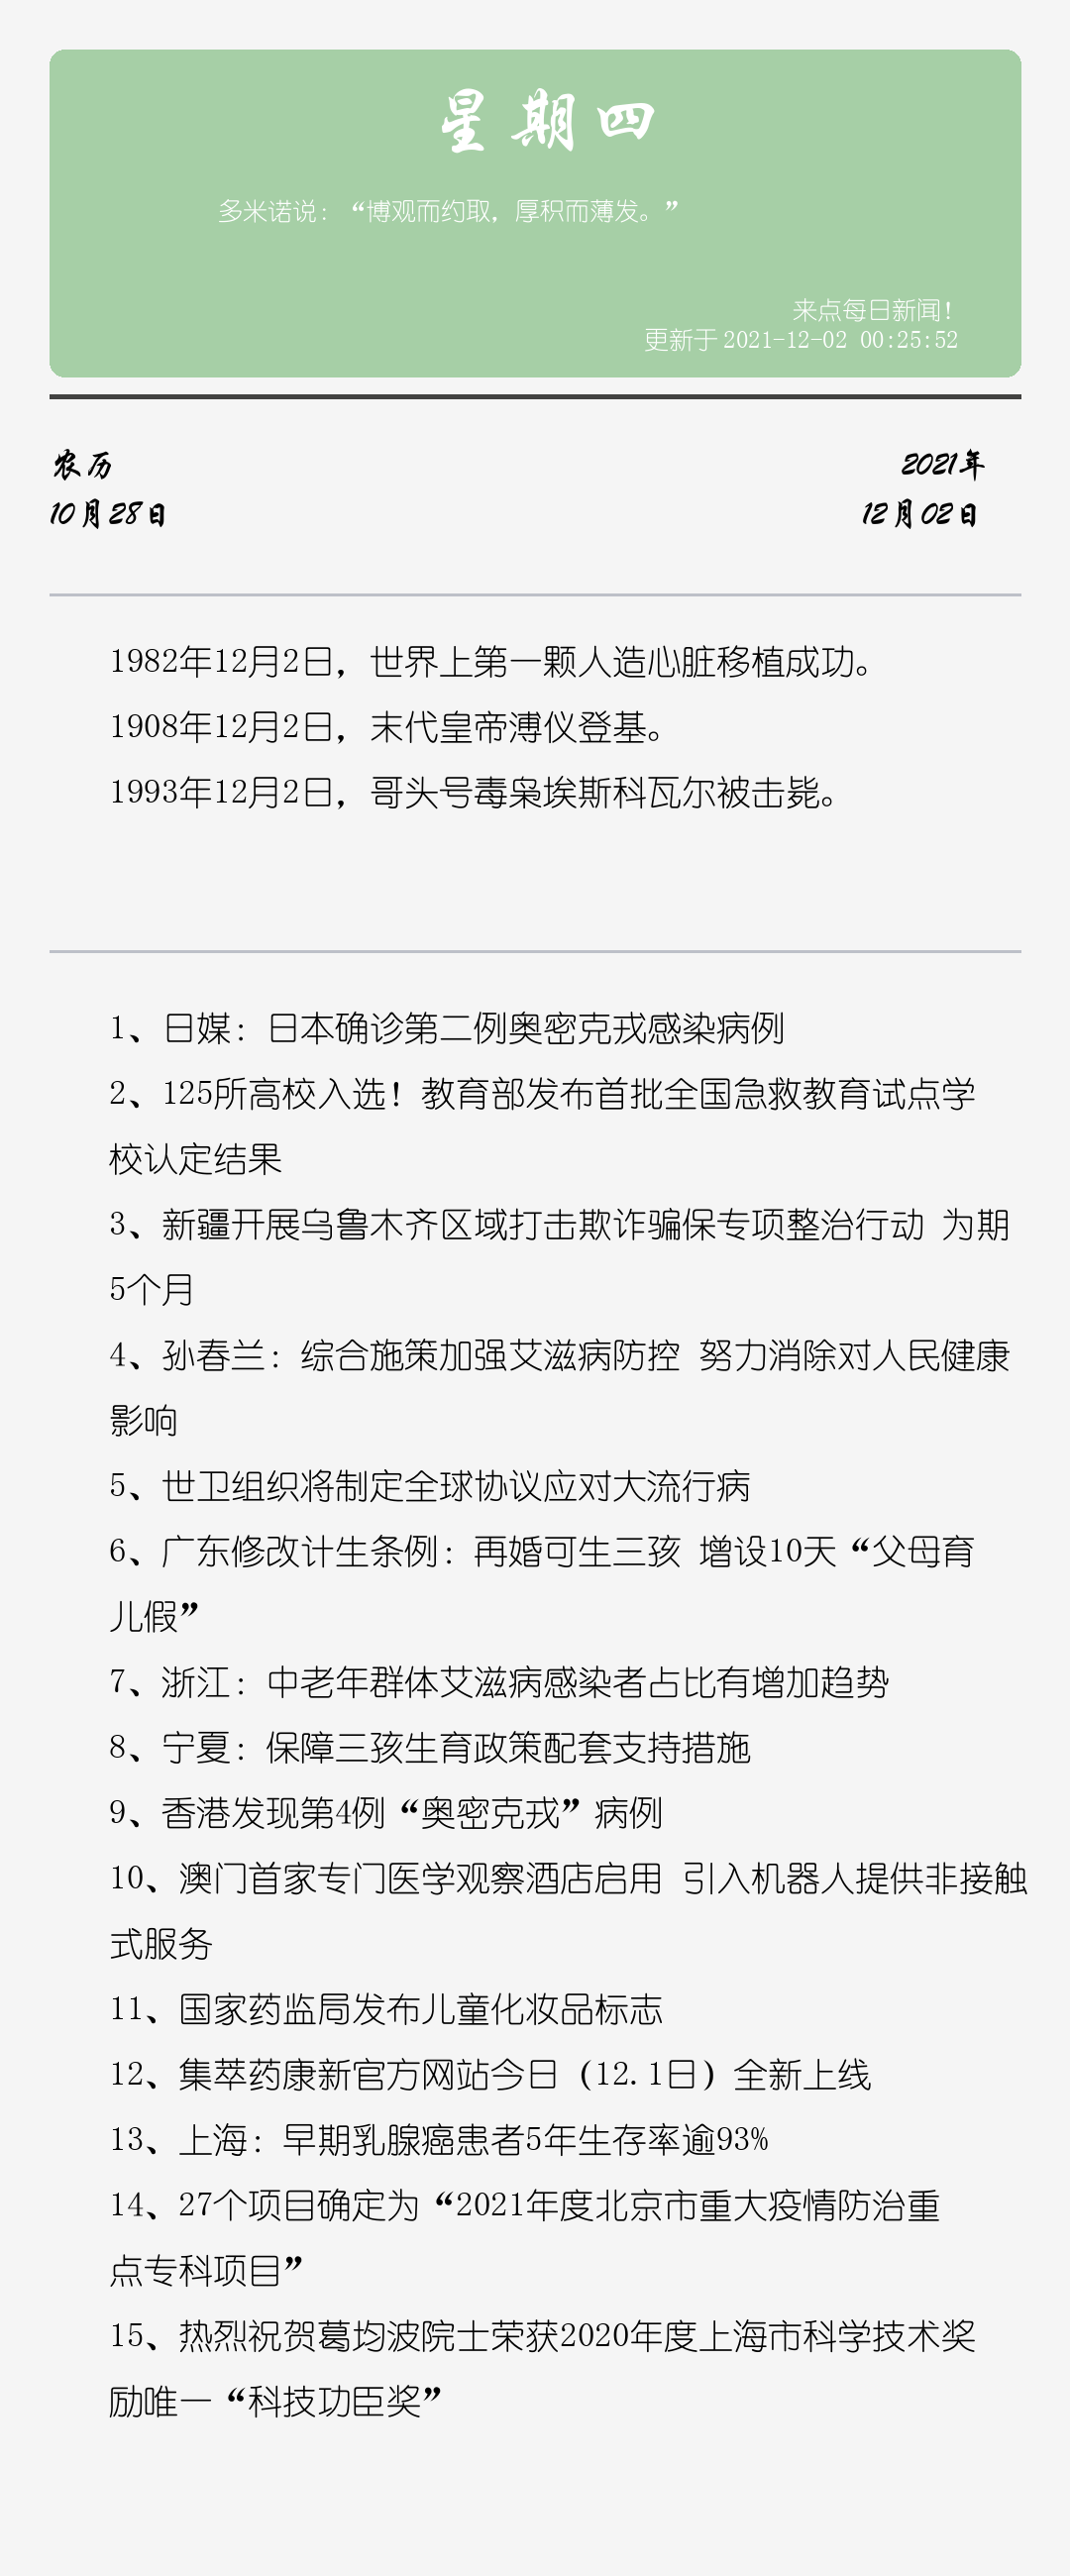 星期四
多米诺说：“博观而约取，厚积而薄发。”
来点每日新闻！
更新于 2021-12-02 00:25:52
农历
10月28日
2021年
12月02日
1982年12月2日，世界上第一颗人造心脏移植成功。
1908年12月2日，末代皇帝溥仪登基。
1993年12月2日，哥头号毒枭埃斯科瓦尔被击毙。
1、日媒：日本确诊第二例奥密克戎感染病例
2、125所高校入选！教育部发布首批全国急救教育试点学
校认定结果
3、新疆开展乌鲁木齐区域打击欺诈骗保专项整治行动 为期
5个月
4、孙春兰：综合施策加强艾滋病防控 努力消除对人民健康
影响
5、世卫组织将制定全球协议应对大流行病
6、广东修改计生条例：再婚可生三孩 增设10天“父母育
儿假”
7、浙江：中老年群体艾滋病感染者占比有增加趋势
8、宁夏：保障三孩生育政策配套支持措施
9、香港发现第4例“奥密克戎”病例
10、澳门首家专门医学观察酒店启用 引入机器人提供非接触
式服务
11、国家药监局发布儿童化妆品标志
12、集萃药康新官方网站今日（12.1日）全新上线
13、上海：早期乳腺癌患者5年生存率逾93%
14、27个项目确定为“2021年度北京市重大疫情防治重
点专科项目”
15、热烈祝贺葛均波院士荣获2020年度上海市科学技术奖
励唯一“科技功臣奖”